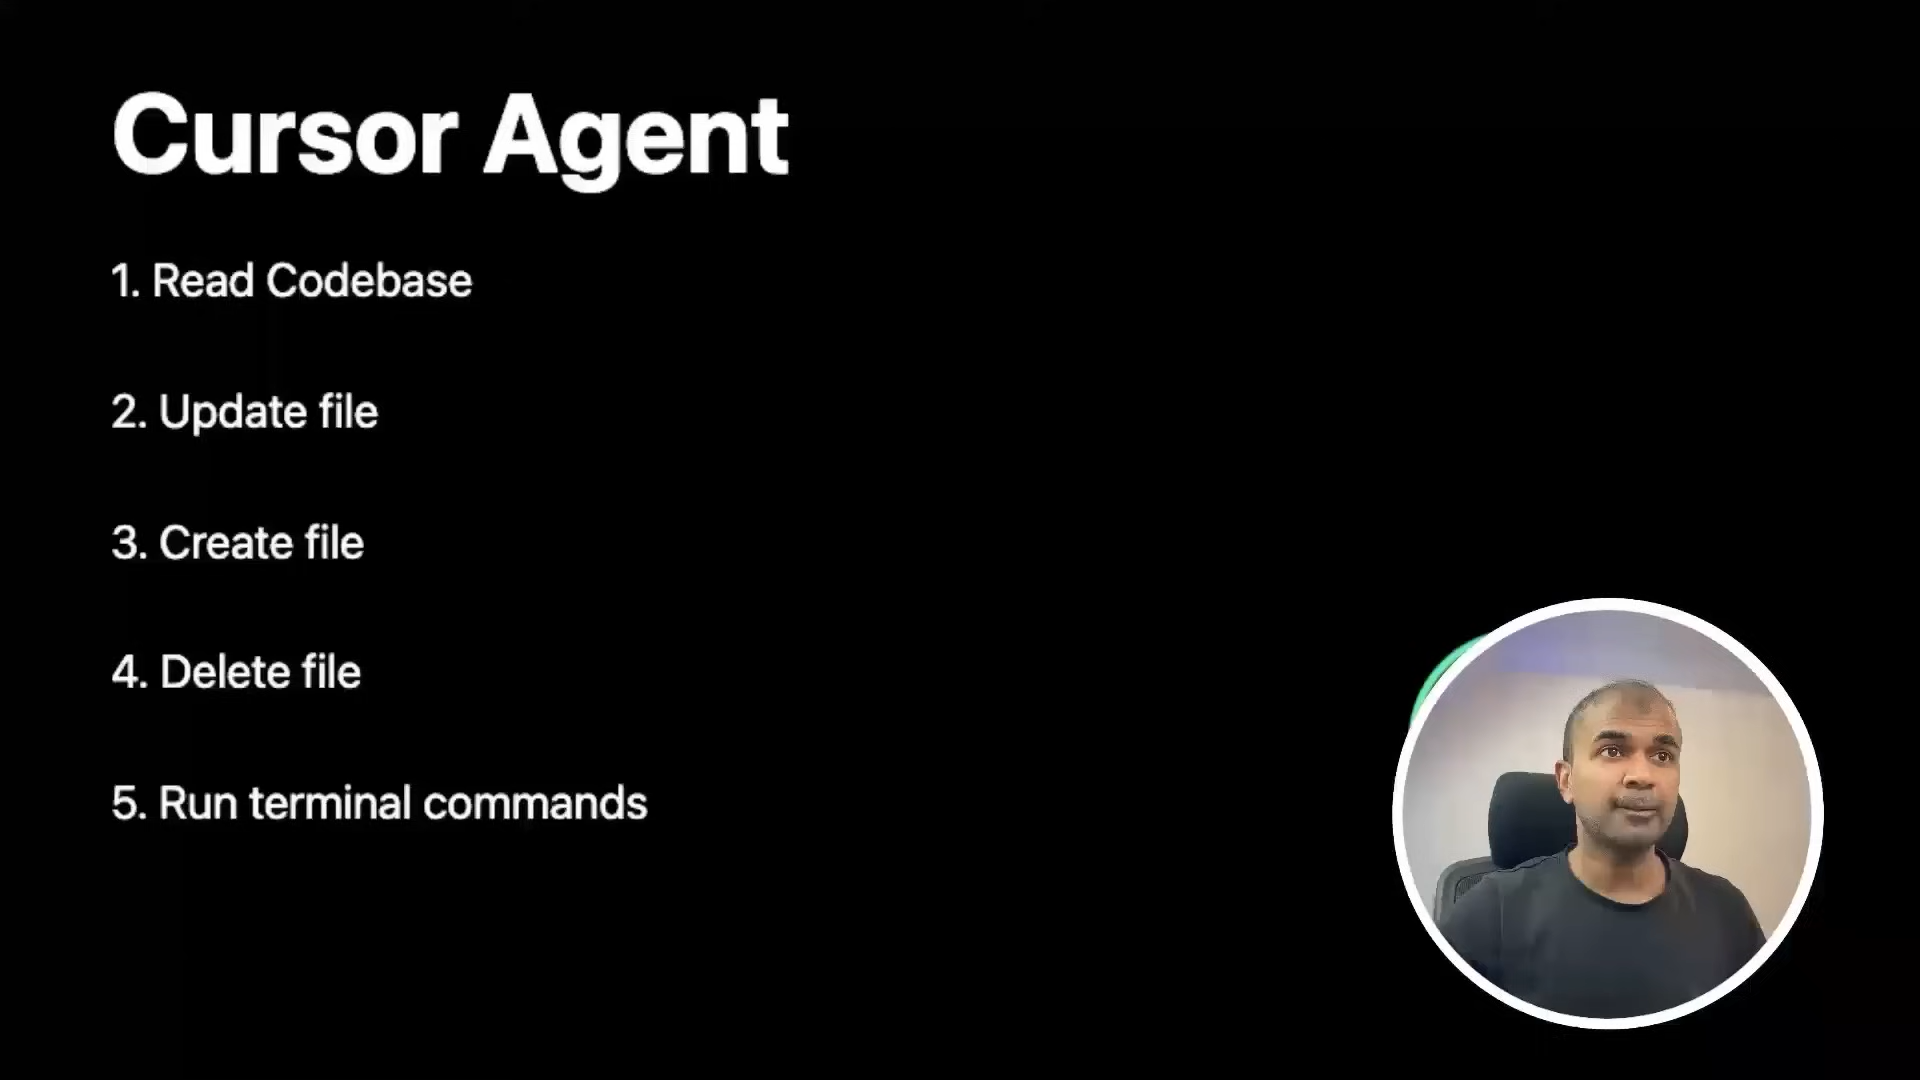 Cursor Agent
1. Read Codebase
2. Update file
3. Create file
4. Delete file
5. Run terminal commands